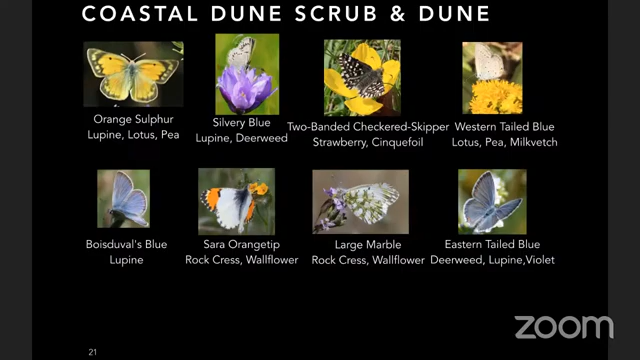 COASTAL DUNE SCRUB & DUNE
Orange Sulphur
Lupine, Lotus, Pea
Silvery Blue
Lupine, Deerweed
Two-Banded Checkered-Skipper
Strawberry, Cinquefoil
Western Tailed Blue
Lotus, Pea, Milkvetch
Boisduval's Blue
Lupine
Sara Orangetip
Rock Cress, Wallflower
Large Marble
Rock Cress, Wallflower
Eastern Tailed Blue
Deerweed, Lupine,Violet
21
zoom